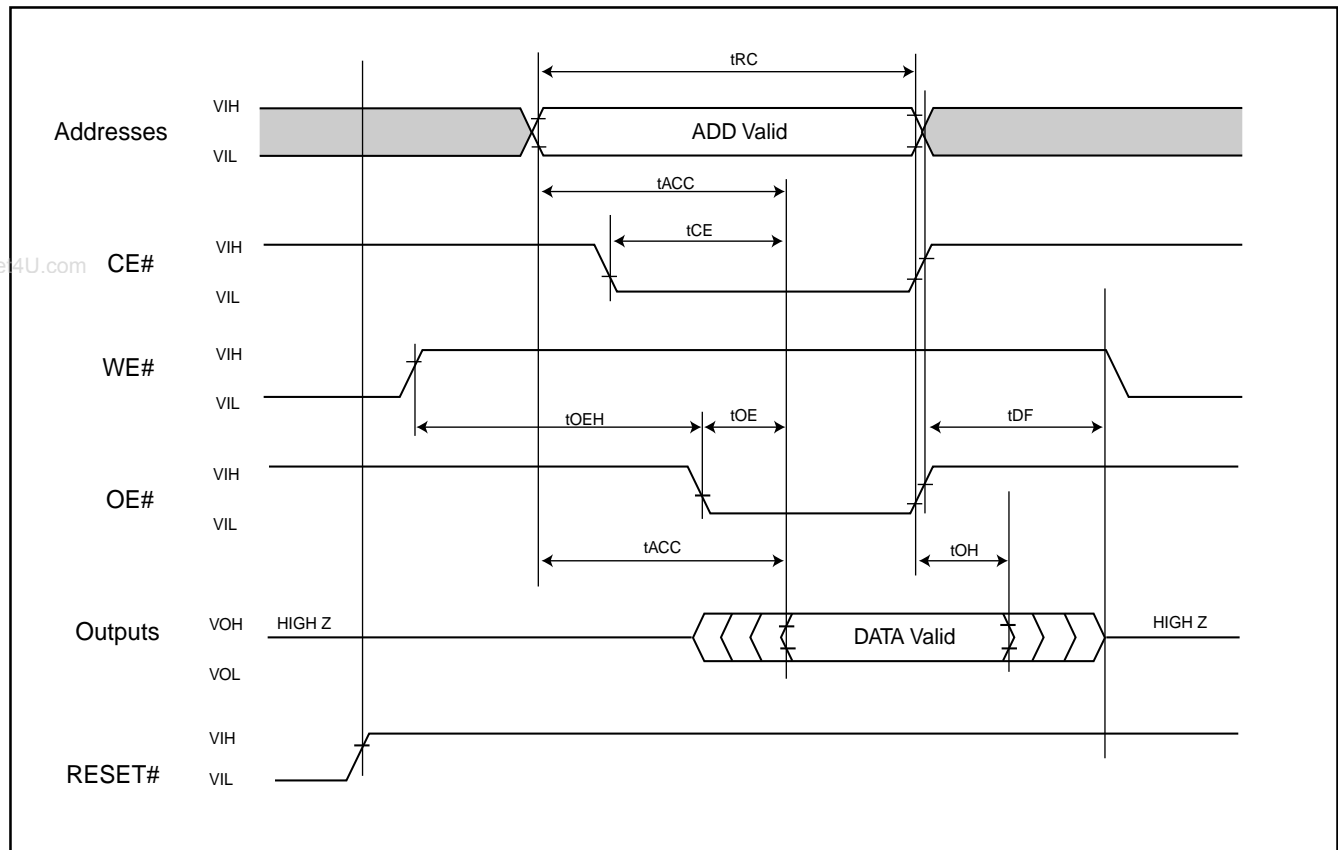 tRC
VIH
Addresses
ADD Valid
VIL
tACC
tCE
VIH
CE#
et4U.com
VIL
VIH
WE#
VIL
tOEH
tOE
tDF
VIH
OE#
VIL
tACC
tOH
Outputs
VOH
HIGH Z
DATA Valid
HIGH Z
VOL
VIH
RESET#
VIL